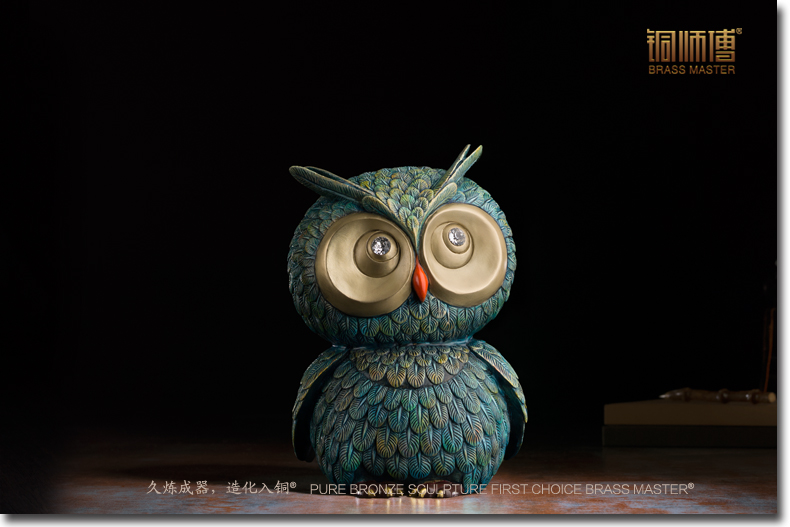 铜师傅®
BRASS MASTER
久炼成器，造化入铜® PURE BRONZE SCULPTURE FIRST CHOICE BRASS MASTER®